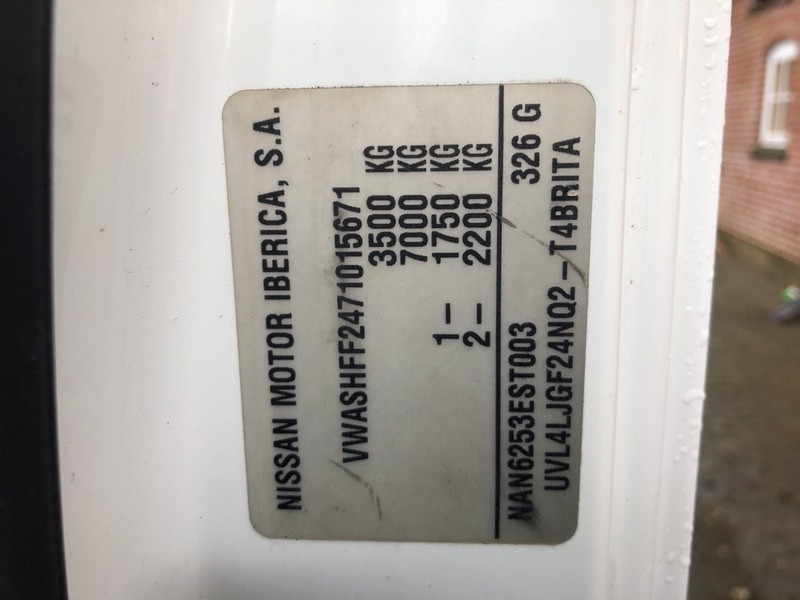 NISSAN MOTOR IBERICA, S.A.
VWASHFF2471015671
3500 KG
7000 KG
1– 1750 KG
2– 2200 KG
NAN6253EST003 326 G
UVL4LJGF24NQ2–T4BRITA